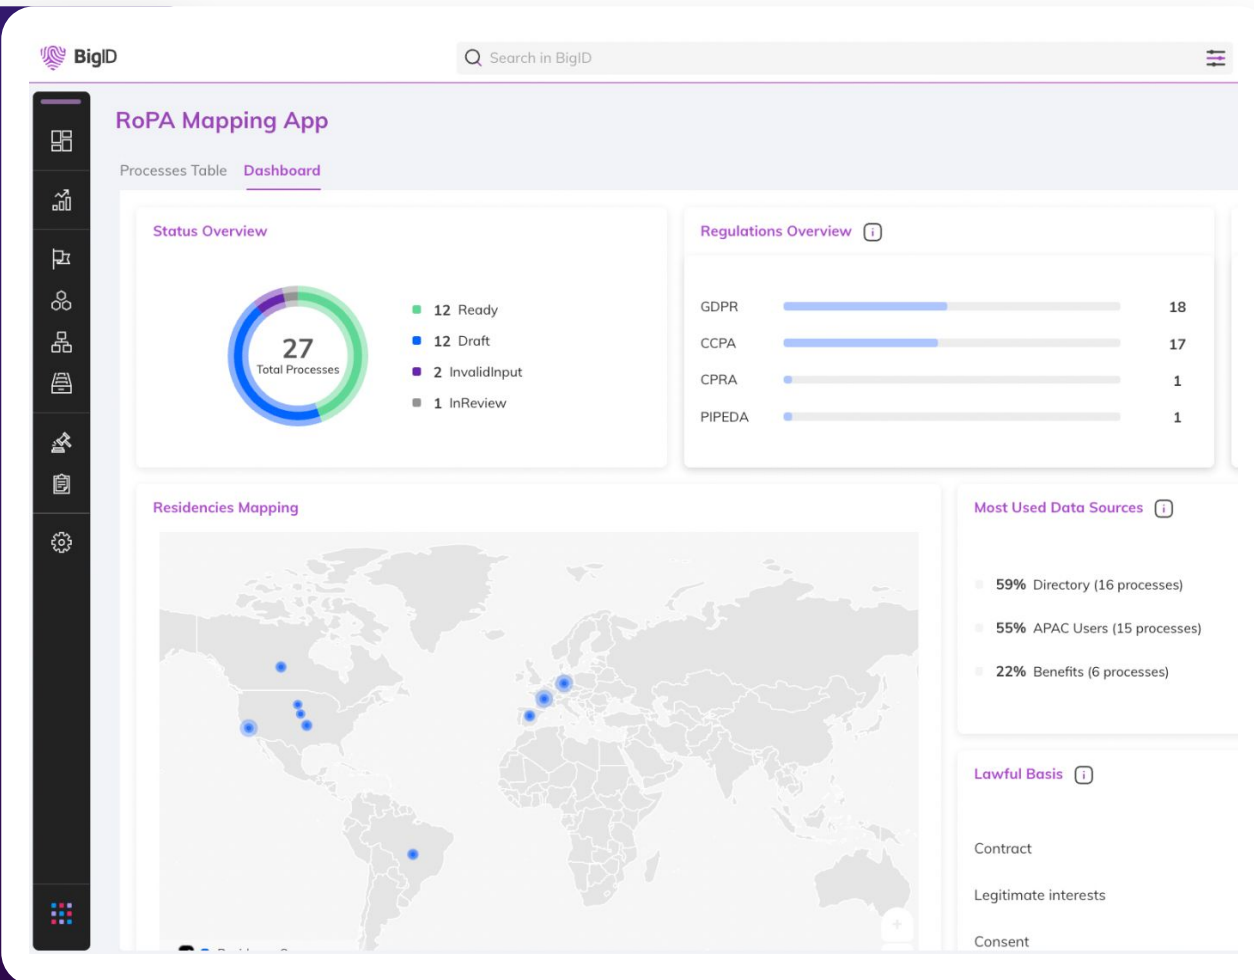 BigID
Search in BigID
RoPA Mapping App
Processes Table Dashboard
Status Overview
27
Total Processes
12 Ready
12 Draft
2 InvalidInput
1 InReview
Regulations Overview
GDPR 18
CCPA 17
CPRA 1
PIPEDA 1
Residencies Mapping
Most Used Data Sources
59% Directory (16 processes)
55% APAC Users (15 processes)
22% Benefits (6 processes)
Lawful Basis
Contract
Legitimate interests
Consent